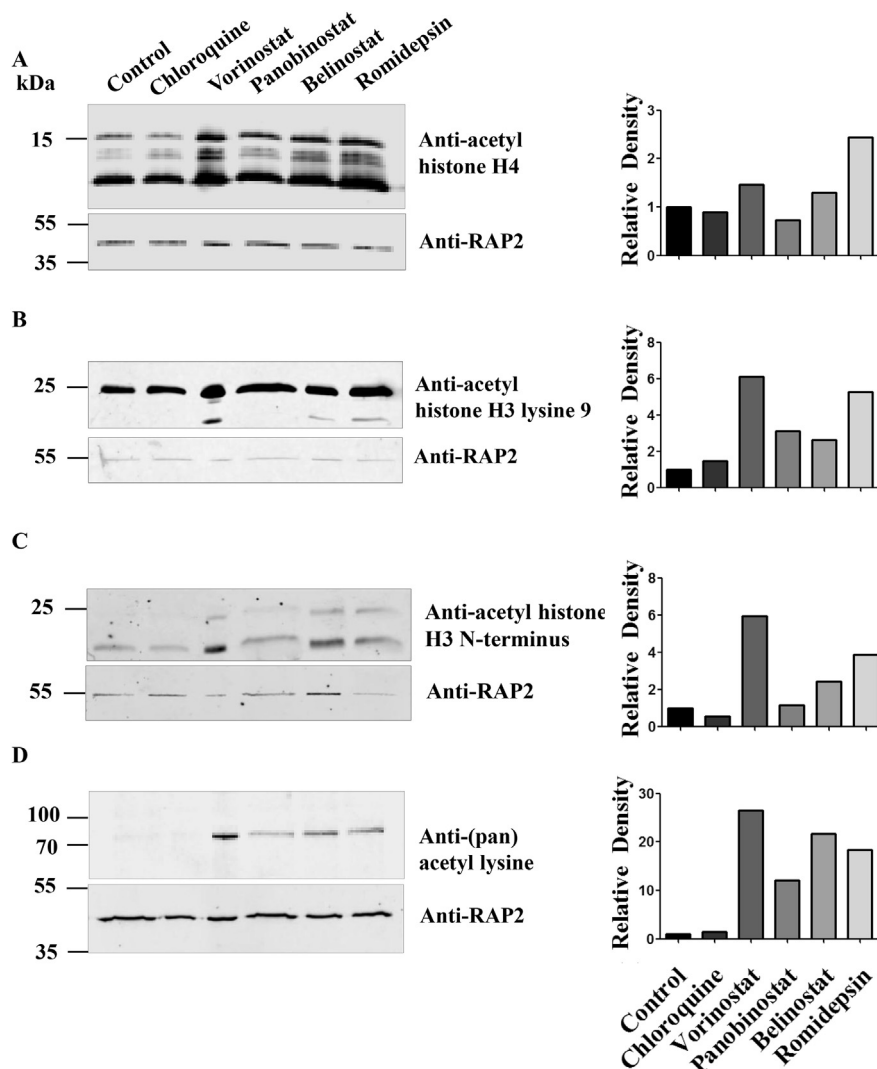 A
kDa
Control
Chloroquine
Vorinostat
Panobinostat
Belinostat
Romidepsin
15
Anti-acetyl
histone H4
55
35
Anti-RAP2
Relative Density
3
2
1
0
B
25
Anti-acetyl
histone H3 lysine 9
55
Anti-RAP2
Relative Density
8
6
4
2
0
C
25
Anti-acetyl histone
H3 N-terminus
55
Anti-RAP2
Relative Density
8
6
4
2
0
D
100
70
Anti-(pan)
acetyl lysine
55
35
Anti-RAP2
Relative Density
30
20
10
0
Control
Chloroquine
Vorinostat
Panobinostat
Belinostat
Romidepsin